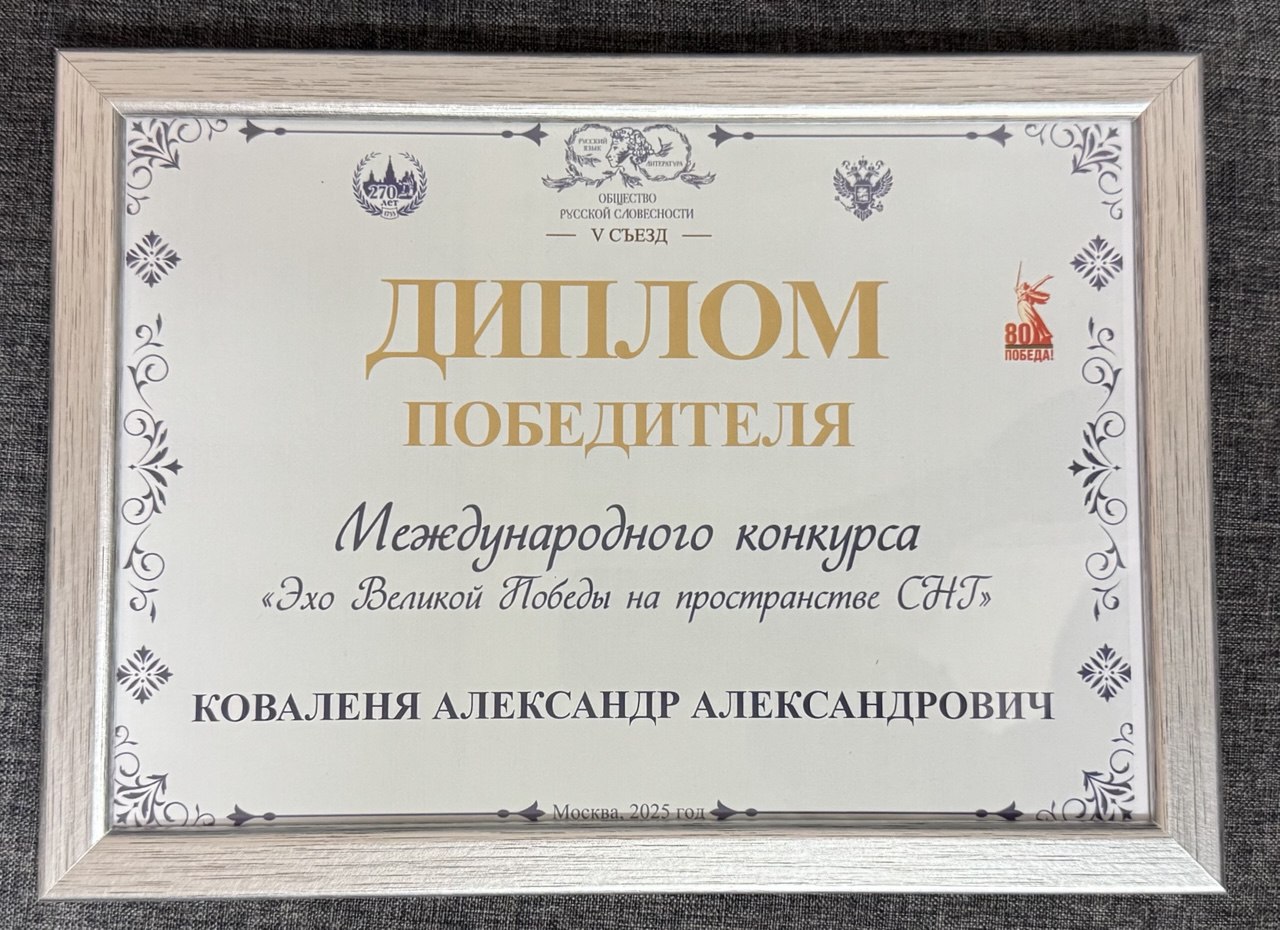 РУССКИЙ ЯЗЫК
ЛИТЕРАТУРА
270 лет
1755
ОБЩЕСТВО
РУССКОЙ СЛОВЕСНОСТИ
V СЪЕЗД
ДИПЛОМ
80
ПОБЕДА!
ПОБЕДИТЕЛЯ
Международного конкурса
«Эхо Великой Победы на пространстве СНГ»
КОВАЛЕНЯ АЛЕКСАНДР АЛЕКСАНДРОВИЧ
Москва, 2025 год